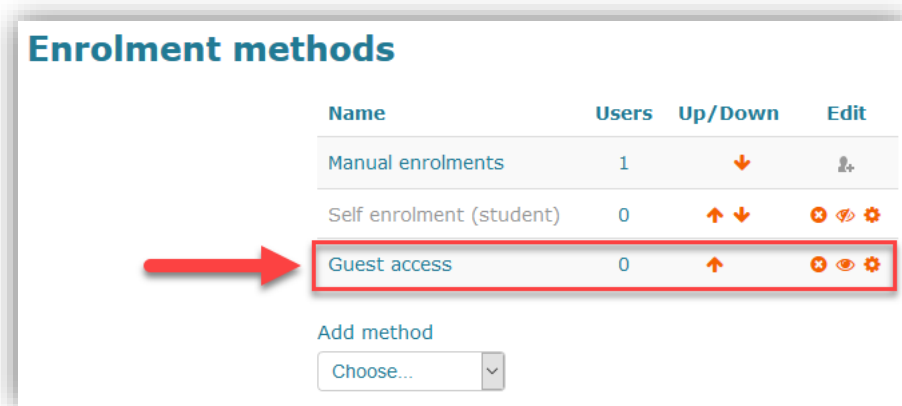 Enrolment methods
Name Users Up/Down Edit
Manual enrolments 1
Self enrolment (student) 0
Guest access 0
Add method
Choose...